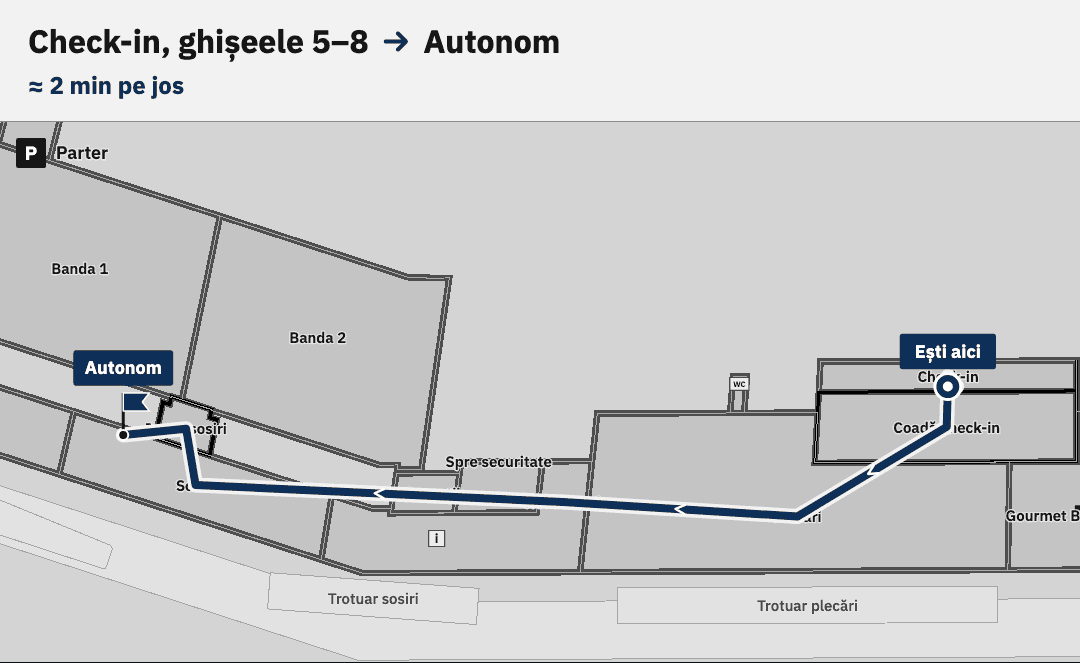 Check-in, ghișeele 5–8 → Autonom
≈ 2 min pe jos
P Parter
Banda 1
Banda 2
Autonom
Ești aici
wc
Spre securitate
i
Gourmet B
Trotuar sosiri
Trotuar plecări